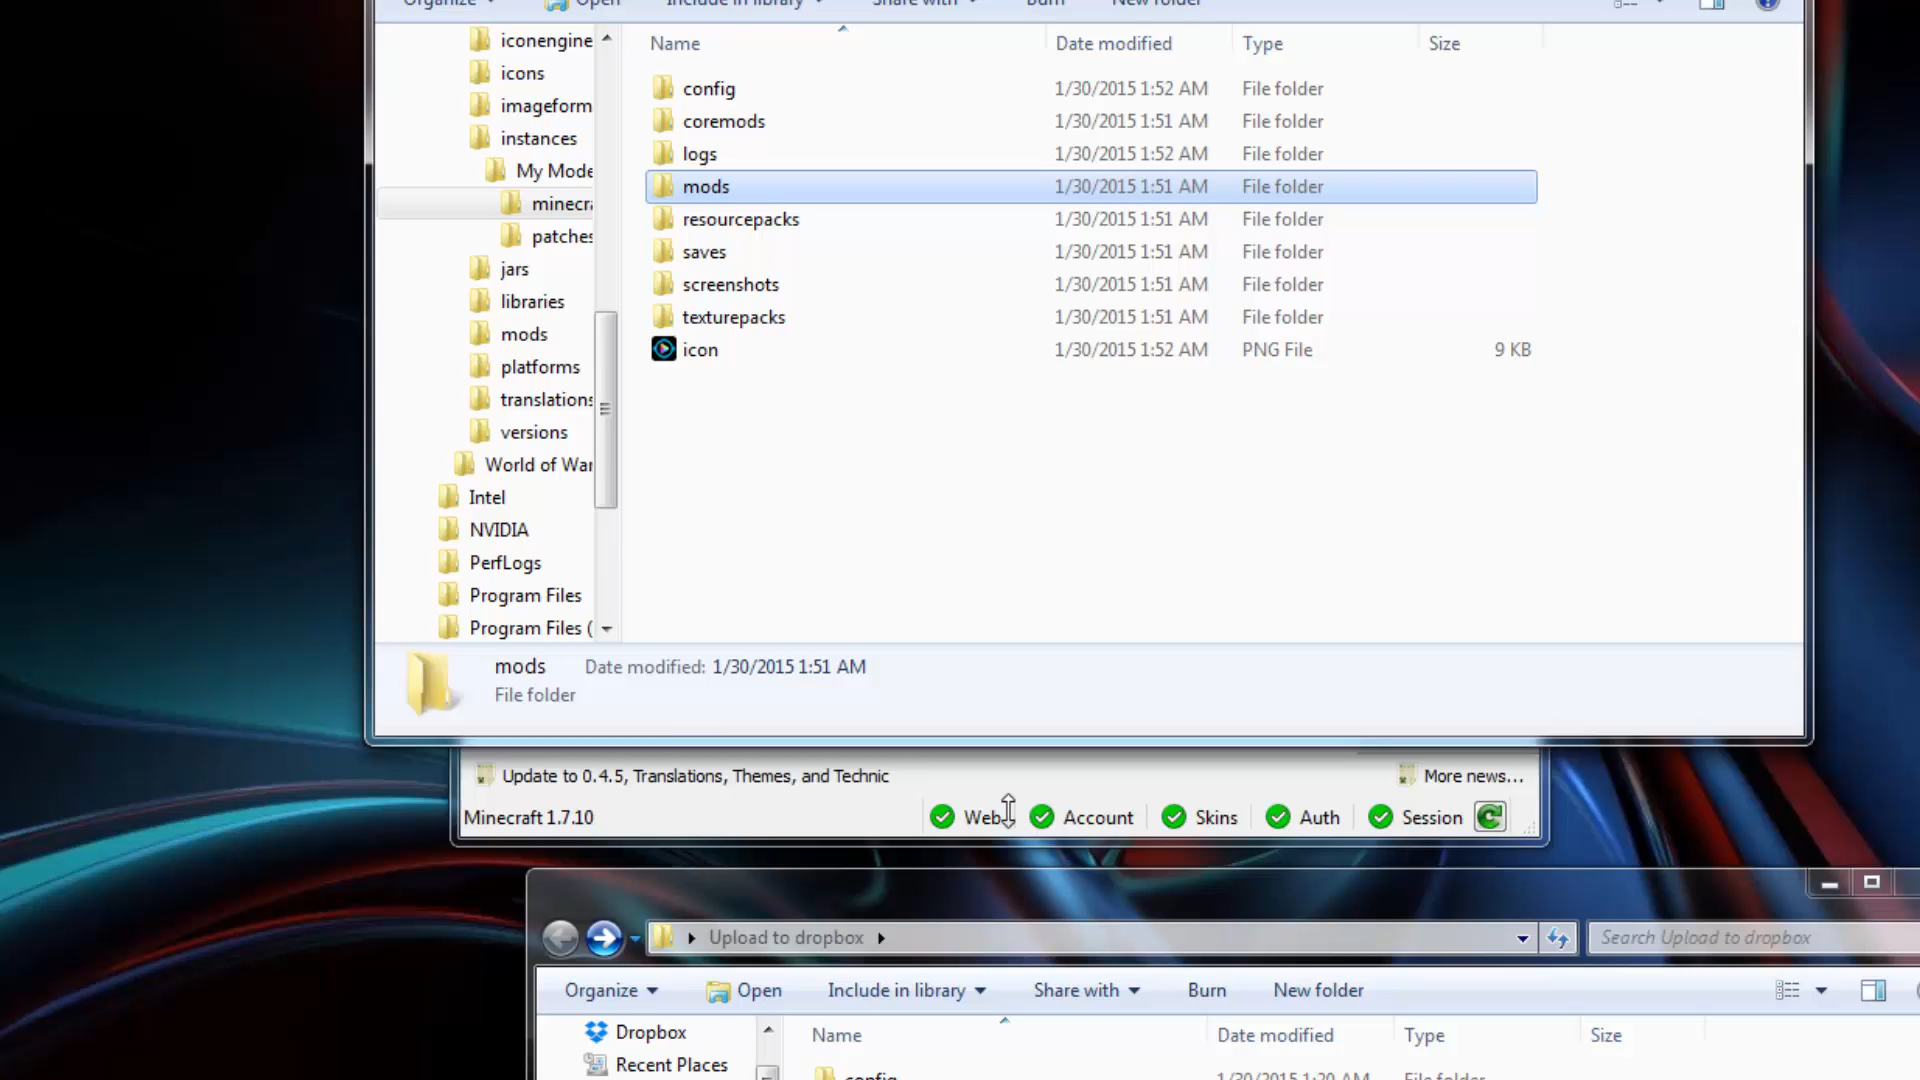 Organize Open Include in library Share with Burn New folder
Name Date modified Type Size
iconengine
icons
imageform
instances
My Mode
minecra
patches
jars
libraries
mods
platforms
translations
versions
World of War
Intel
NVIDIA
PerfLogs
Program Files
Program Files (
config 1/30/2015 1:52 AM File folder
coremods 1/30/2015 1:51 AM File folder
logs 1/30/2015 1:52 AM File folder
mods 1/30/2015 1:51 AM File folder
resourcepacks 1/30/2015 1:51 AM File folder
saves 1/30/2015 1:51 AM File folder
screenshots 1/30/2015 1:51 AM File folder
texturepacks 1/30/2015 1:51 AM File folder
icon 1/30/2015 1:52 AM PNG File 9 KB
mods Date modified: 1/30/2015 1:51 AM
File folder
Update to 0.4.5, Translations, Themes, and Technic More news...
Minecraft 1.7.10 Web Account Skins Auth Session
Upload to dropbox Search Upload to dropbox
Organize Open Include in library Share with Burn New folder
Dropbox
Recent Places
Name Date modified Type Size
config 1/30/2015 1:20 AM File folder